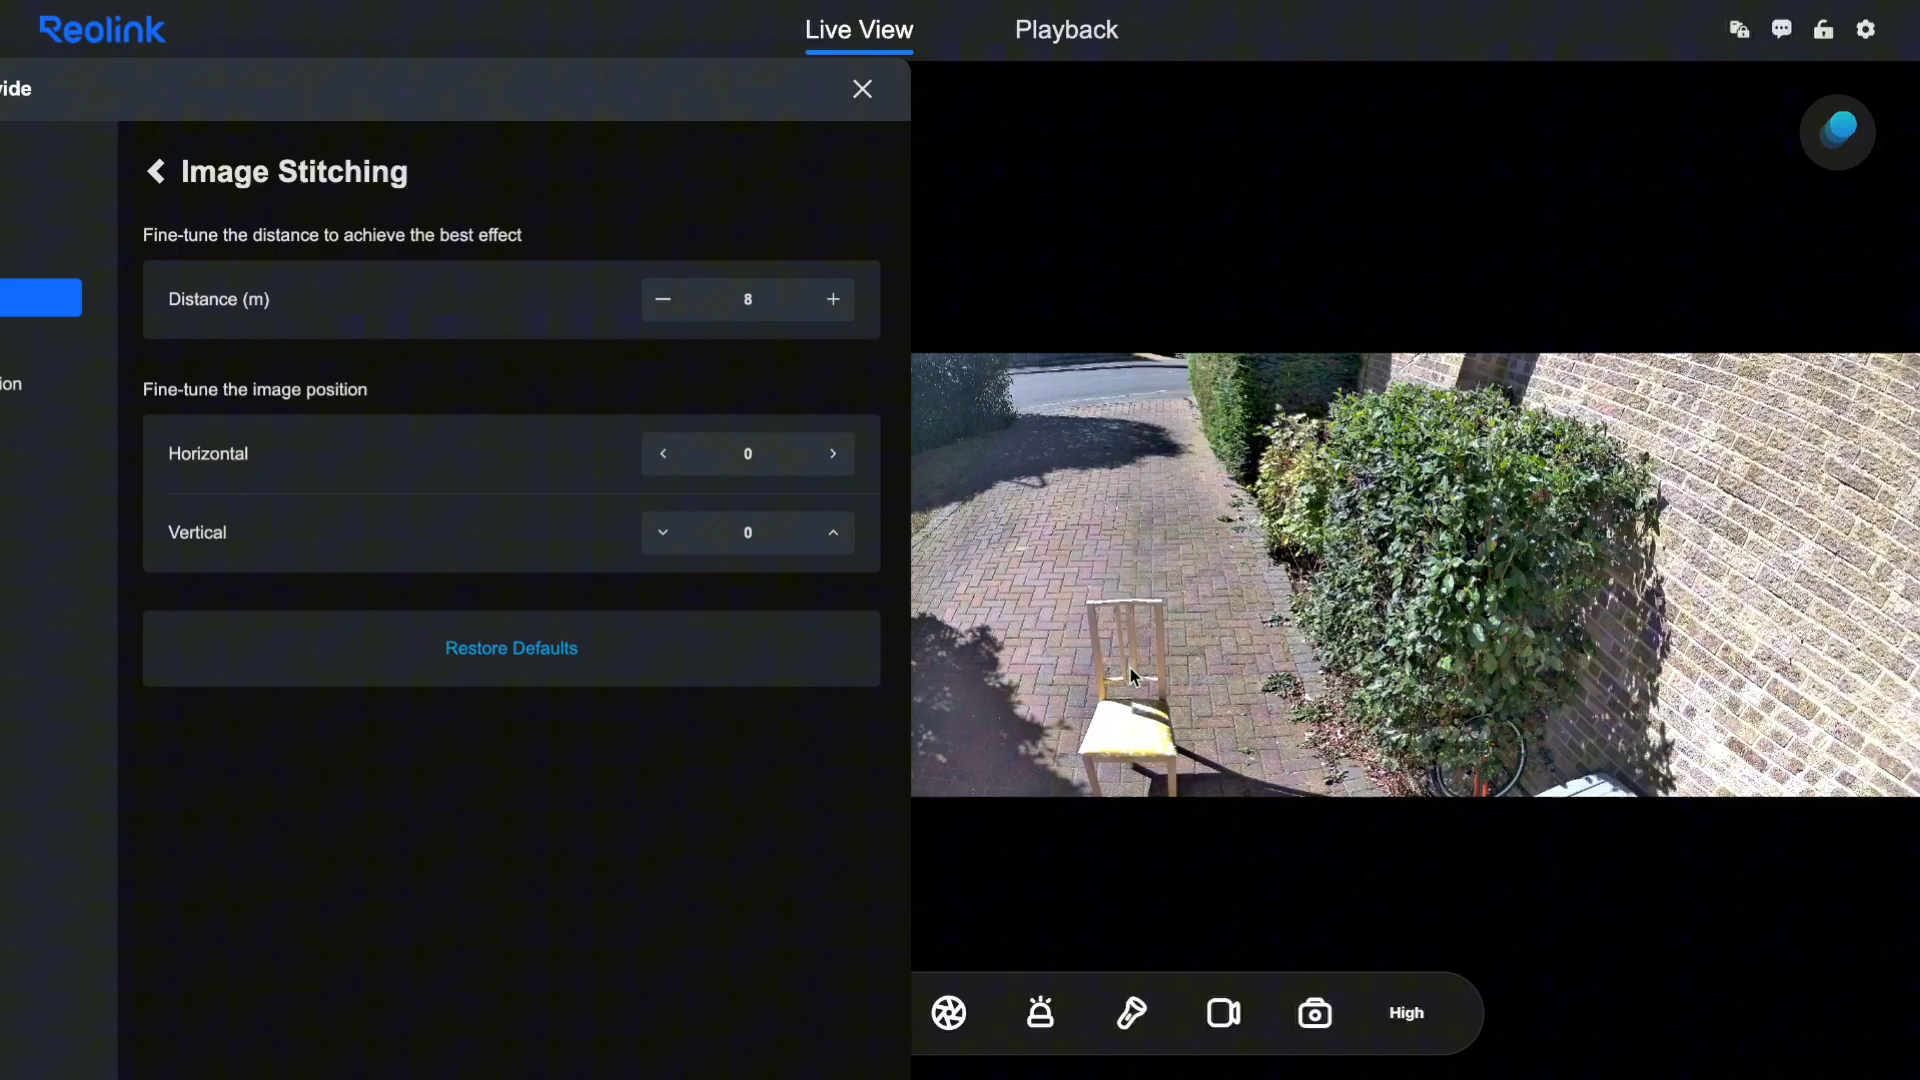 Reolink
Live View
Playback
ide
Image Stitching
Fine-tune the distance to achieve the best effect
Distance (m)
8
Fine-tune the image position
Horizontal
0
ion
Vertical
0
Restore Defaults
High